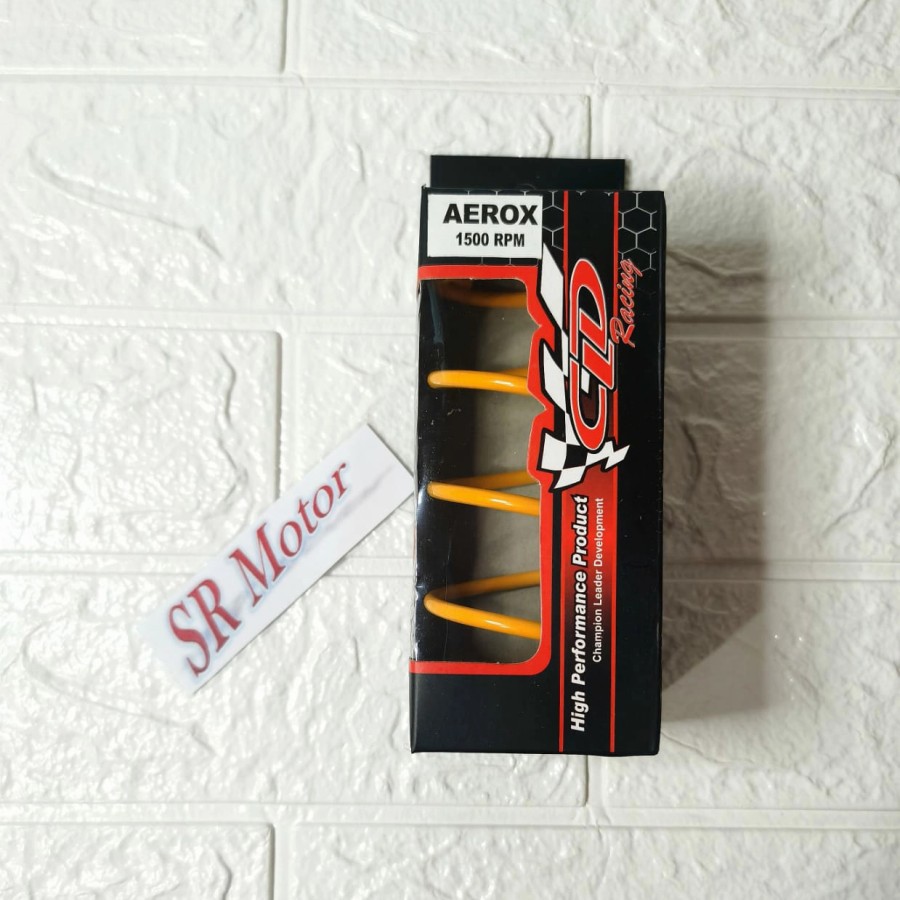 AEROX
1500 RPM
CLD
Racing
High Performance Product
Champion Leader Development
SR Motor